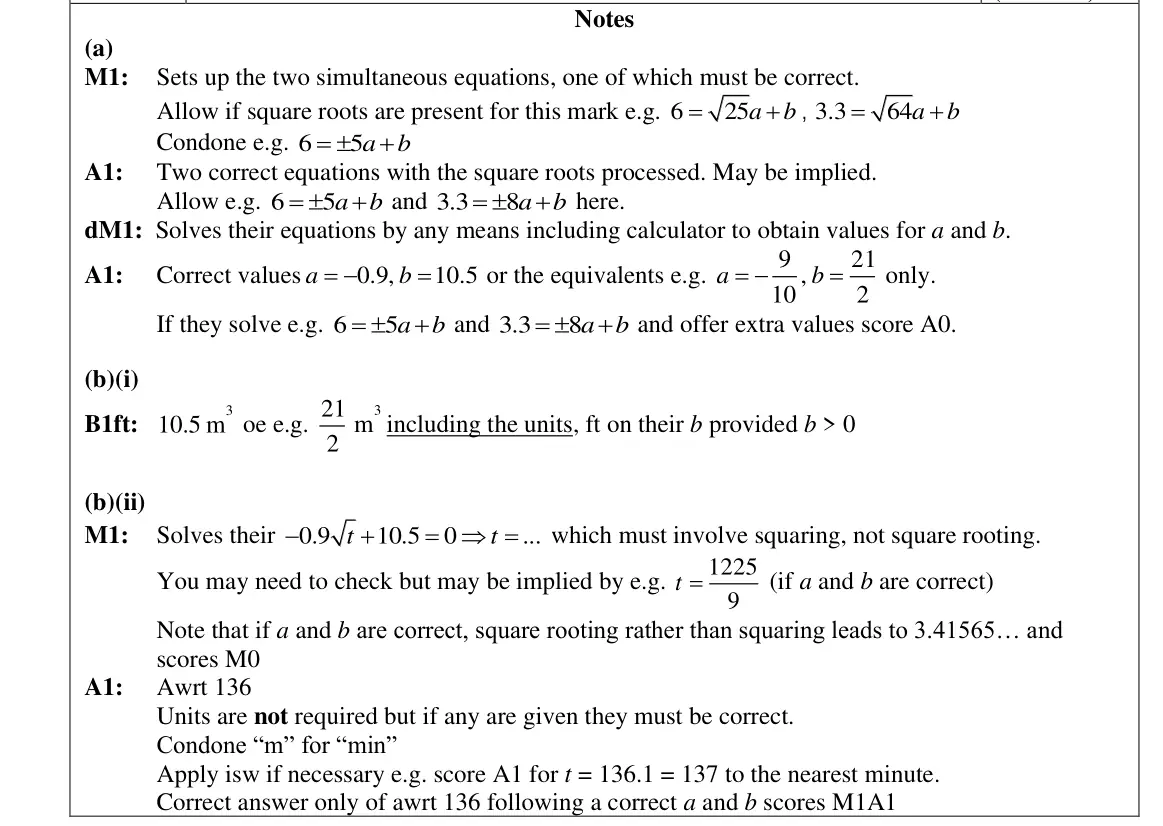 Notes
(a)
M1: Sets up the two simultaneous equations, one of which must be correct.
Allow if square roots are present for this mark e.g. 6 = √25a + b , 3.3 = √64a + b
Condone e.g. 6 = ±5a + b
A1: Two correct equations with the square roots processed. May be implied.
Allow e.g. 6 = ±5a + b and 3.3 = ±8a + b here.
dM1: Solves their equations by any means including calculator to obtain values for a and b.
A1: Correct values a = −0.9, b = 10.5 or the equivalents e.g. a = −9/10, b = 21/2 only.
If they solve e.g. 6 = ±5a + b and 3.3 = ±8a + b and offer extra values score A0.
(b)(i)
B1ft: 10.5 m³ oe e.g. 21/2 m³ including the units, ft on their b provided b > 0
(b)(ii)
M1: Solves their −0.9√t + 10.5 = 0 ⇒ t = ... which must involve squaring, not square rooting.
You may need to check but may be implied by e.g. t = 1225/9 (if a and b are correct)
Note that if a and b are correct, square rooting rather than squaring leads to 3.41565… and
scores M0
A1: Awrt 136
Units are not required but if any are given they must be correct.
Condone “m” for “min”
Apply isw if necessary e.g. score A1 for t = 136.1 = 137 to the nearest minute.
Correct answer only of awrt 136 following a correct a and b scores M1A1